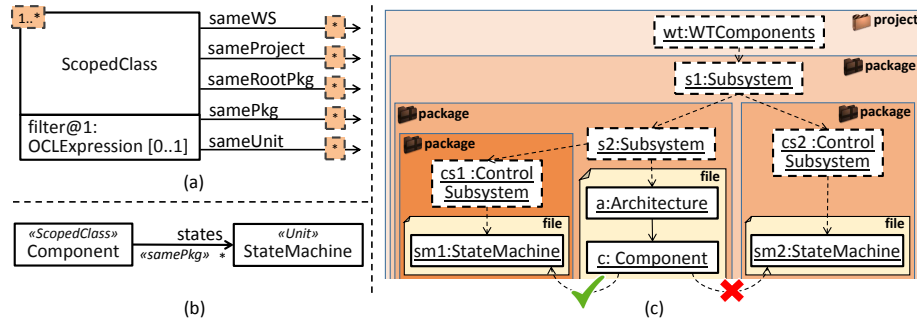 1..*
ScopedClass
filter@1:
OCLExpression [0..1]
sameWS
*
sameProject
*
sameRootPkg
*
samePkg
*
sameUnit
*
(a)
«ScopedClass»
Component
states
«samePkg» *
«Unit»
StateMachine
(b)
project
wt:WTComponents
package
s1:Subsystem
package
package
package
s2:Subsystem
cs1 :Control
Subsystem
cs2 :Control
Subsystem
file
a:Architecture
file
sm1:StateMachine
c: Component
file
sm2:StateMachine
(c)